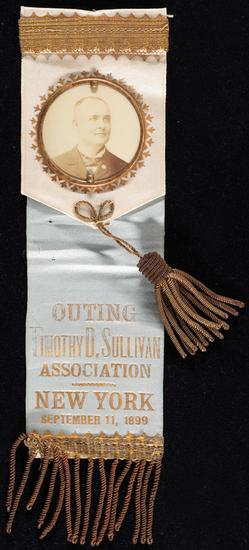 OUTING
TIMOTHY D. SULLIVAN
ASSOCIATION
NEW YORK
SEPTEMBER 11, 1899